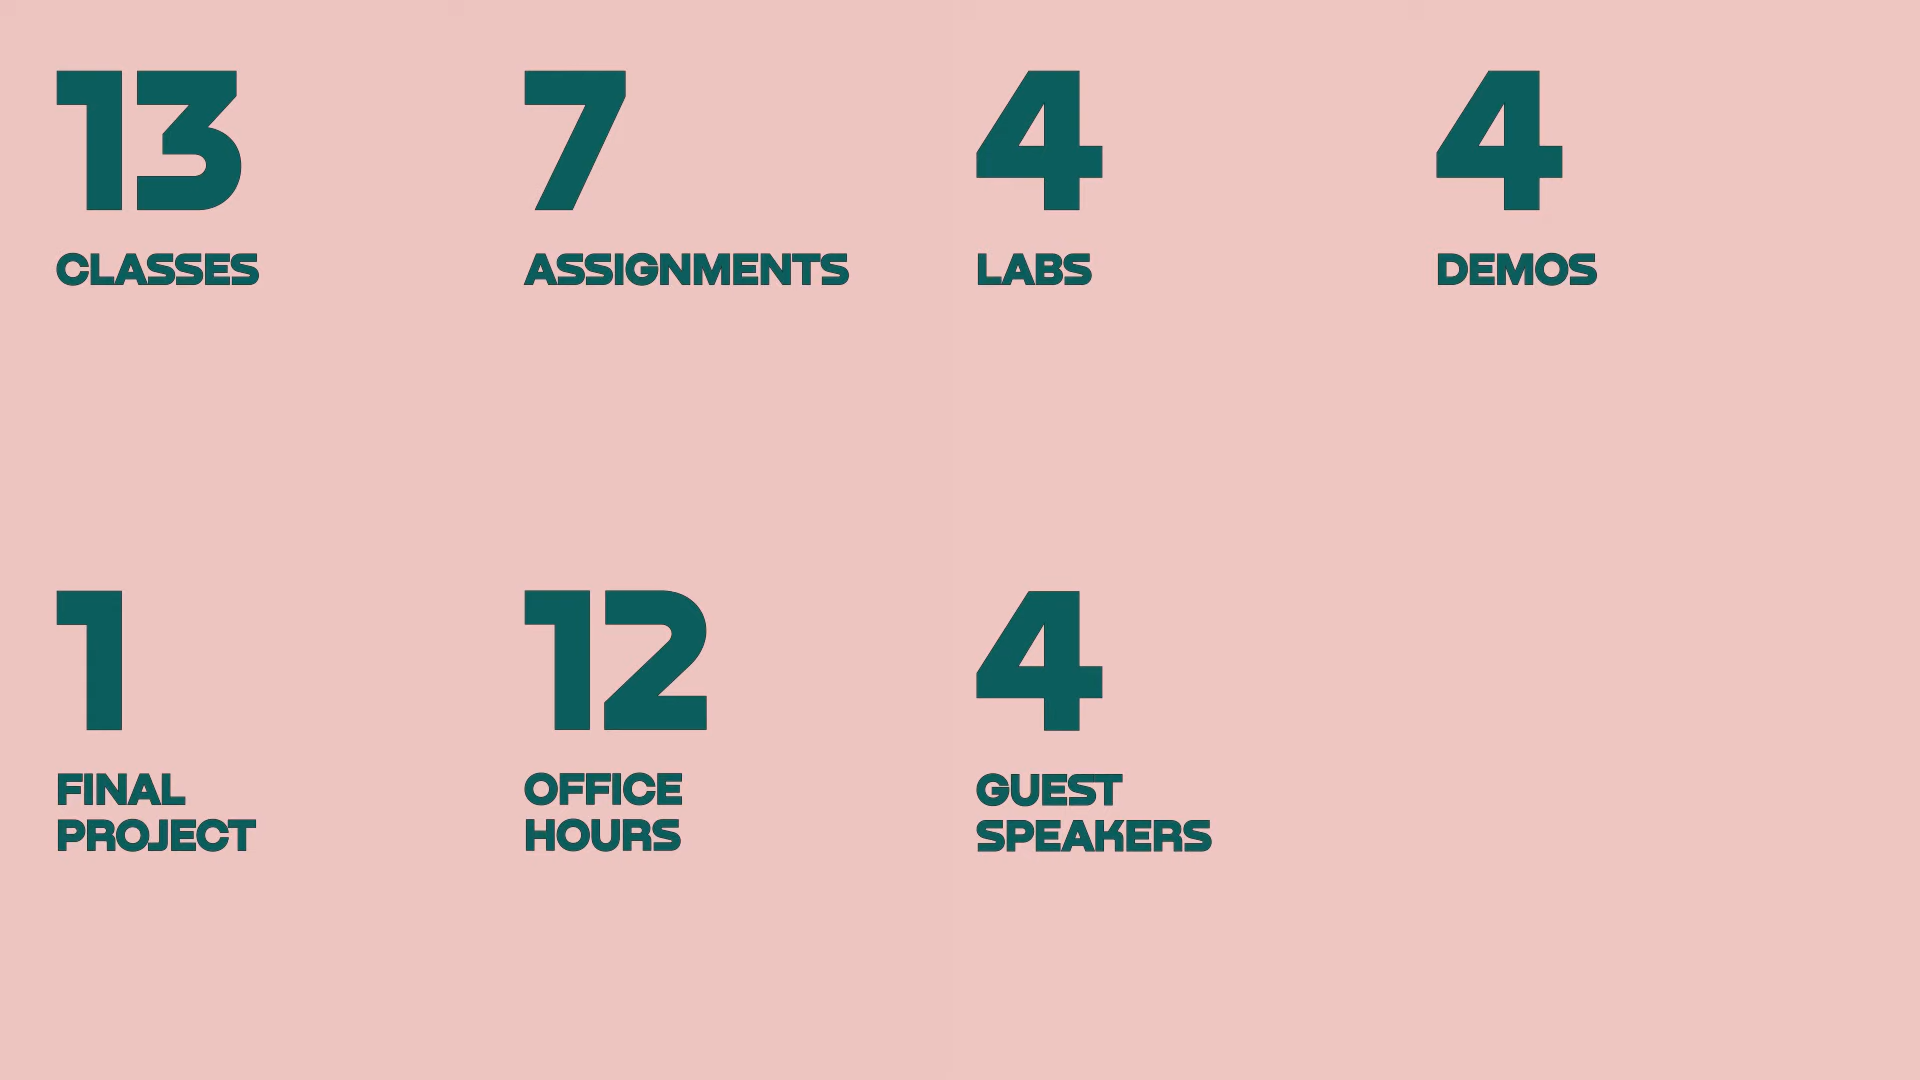 13
CLASSES
7
ASSIGNMENTS
4
LABS
4
DEMOS
1
FINAL
PROJECT
12
OFFICE
HOURS
4
GUEST
SPEAKERS